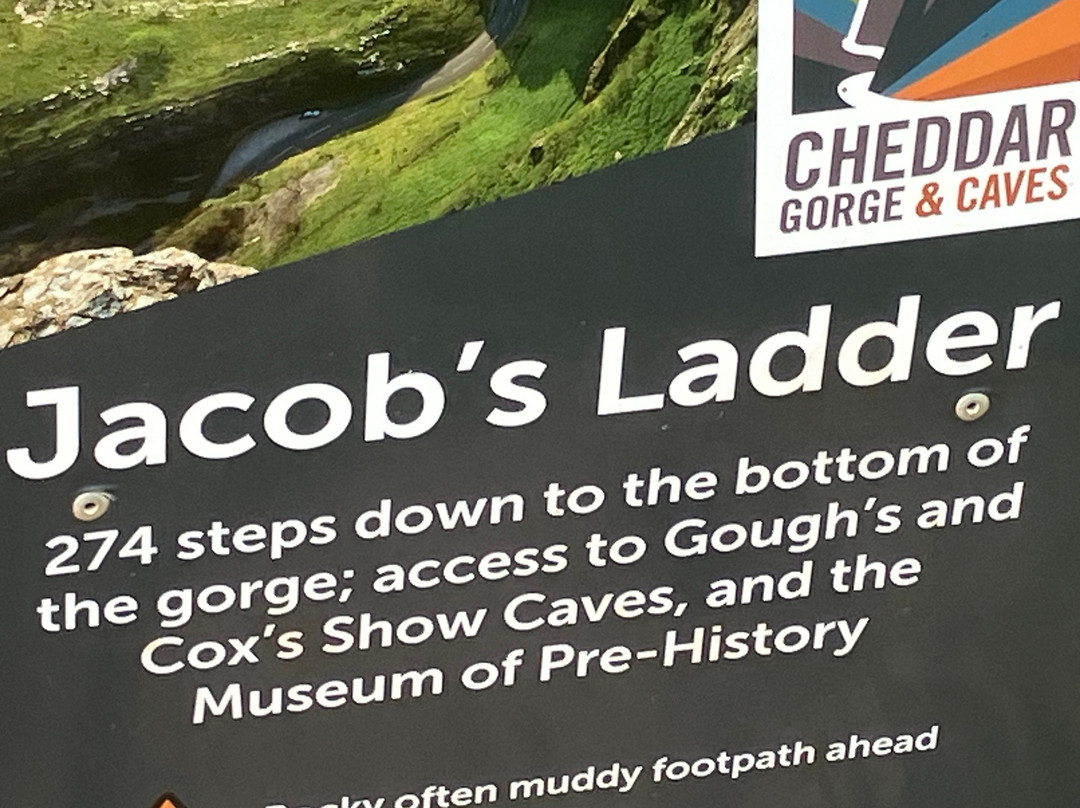 CHEDDAR
GORGE & CAVES
Jacob's Ladder
274 steps down to the bottom of
the gorge; access to Gough's and
Cox's Show Caves, and the
Museum of Pre-History
often muddy footpath ahead